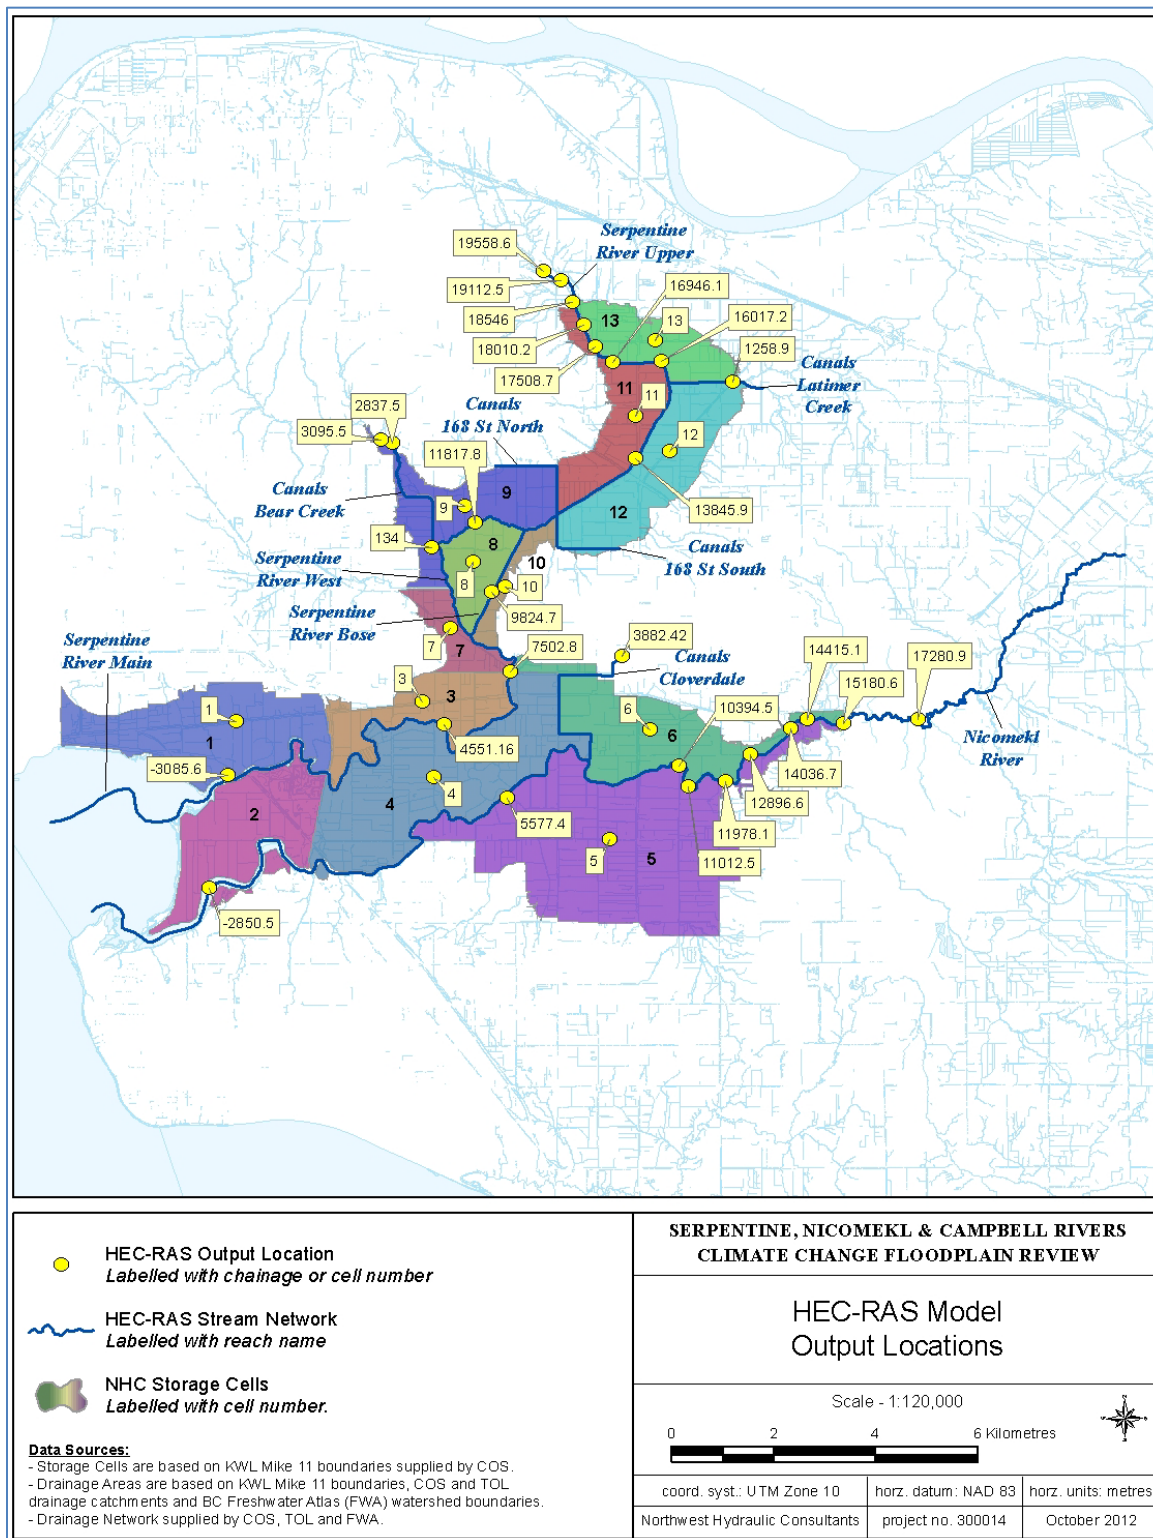 Serpentine
River Upper
19558.6
19112.5
18546
18010.2
17508.7
16946.1
13
13
16017.2
1258.9
Canals
Latimer
Creek
11
11
Canals
168 St North
2837.5
3095.5
11817.8
12
9
9
Canals
Bear Creek
13845.9
12
134
8
8
10
Canals
168 St South
Serpentine
River West
10
9824.7
Serpentine
River Bose
7
7
7502.8
3882.42
Canals
Cloverdale
Serpentine
River Main
14415.1
15180.6
17280.9
3
3
10394.5
1
1
6
6
4551.16
Nicomekl
River
-3085.6
14036.7
4
4
12896.6
2
5577.4
11978.1
11012.5
5
5
-2850.5
HEC-RAS Output Location
Labelled with chainage or cell number
HEC-RAS Stream Network
Labelled with reach name
NHC Storage Cells
Labelled with cell number.
Data Sources:
- Storage Cells are based on KWL Mike 11 boundaries supplied by COS.
- Drainage Areas are based on KWL Mike 11 boundaries, COS and TOL
drainage catchments and BC Freshwater Atlas (FWA) watershed boundaries.
- Drainage Network supplied by COS, TOL and FWA.
SERPENTINE, NICOMEKL & CAMPBELL RIVERS
CLIMATE CHANGE FLOODPLAIN REVIEW
HEC-RAS Model
Output Locations
Scale - 1:120,000
0 2 4 6 Kilometres
coord. syst.: UTM Zone 10 horz. datum: NAD 83 horz. units: metres
Northwest Hydraulic Consultants project no. 300014 October 2012